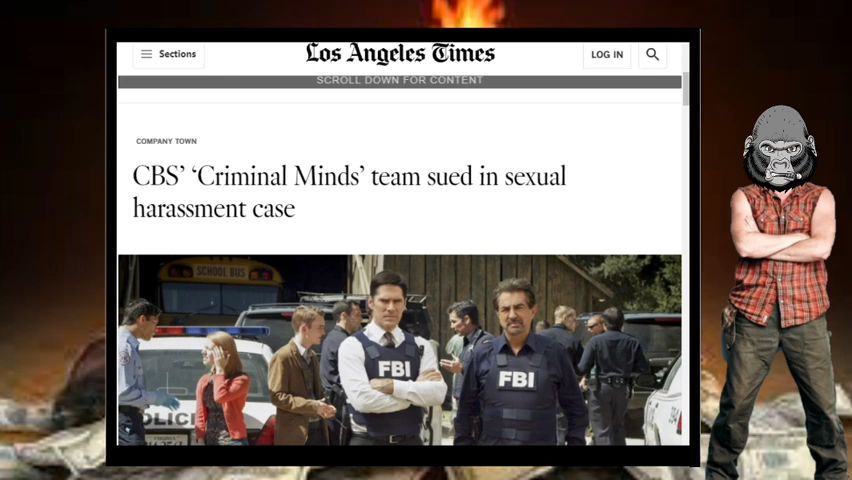 Sections
Los Angeles Times
LOG IN
SCROLL DOWN FOR CONTENT
COMPANY TOWN
CBS’ ‘Criminal Minds’ team sued in sexual
harassment case
SCHOOL BUS
FBI
FBI